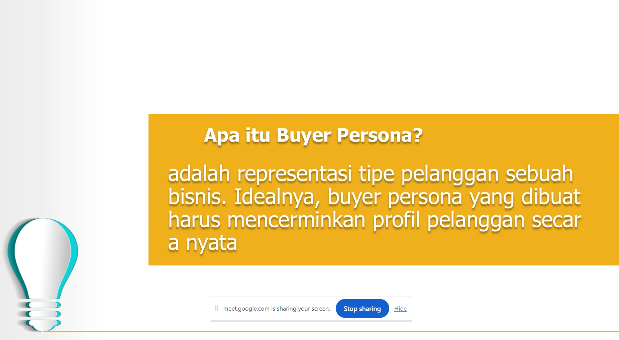 Apa itu Buyer Persona?
adalah representasi tipe pelanggan sebuah
bisnis. Idealnya, buyer persona yang dibuat
harus mencerminkan profil pelanggan secar
a nyata
meet.google.com is sharing your screen.
Stop sharing
Hide